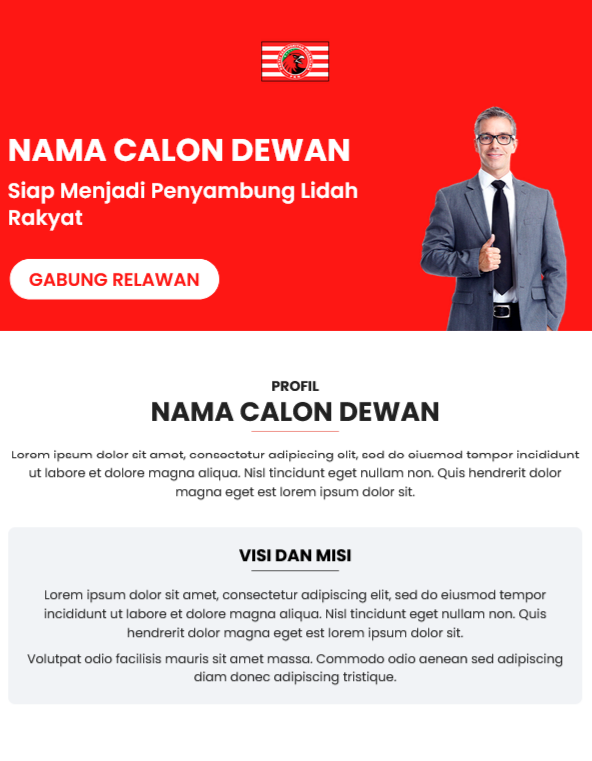 NAMA CALON DEWAN
Siap Menjadi Penyambung Lidah
Rakyat
GABUNG RELAWAN
PROFIL
NAMA CALON DEWAN
Lorem ipsum dolor sit amet, consectetur adipiscing elit, sed do eiusmod tempor incididunt
ut labore et dolore magna aliqua. Nisl tincidunt eget nullam non. Quis hendrerit dolor
magna eget est lorem ipsum dolor sit.
VISI DAN MISI
Lorem ipsum dolor sit amet, consectetur adipiscing elit, sed do eiusmod tempor
incididunt ut labore et dolore magna aliqua. Nisl tincidunt eget nullam non. Quis
hendrerit dolor magna eget est lorem ipsum dolor sit.
Volutpat odio facilisis mauris sit amet massa. Commodo odio aenean sed adipiscing
diam donec adipiscing tristique.